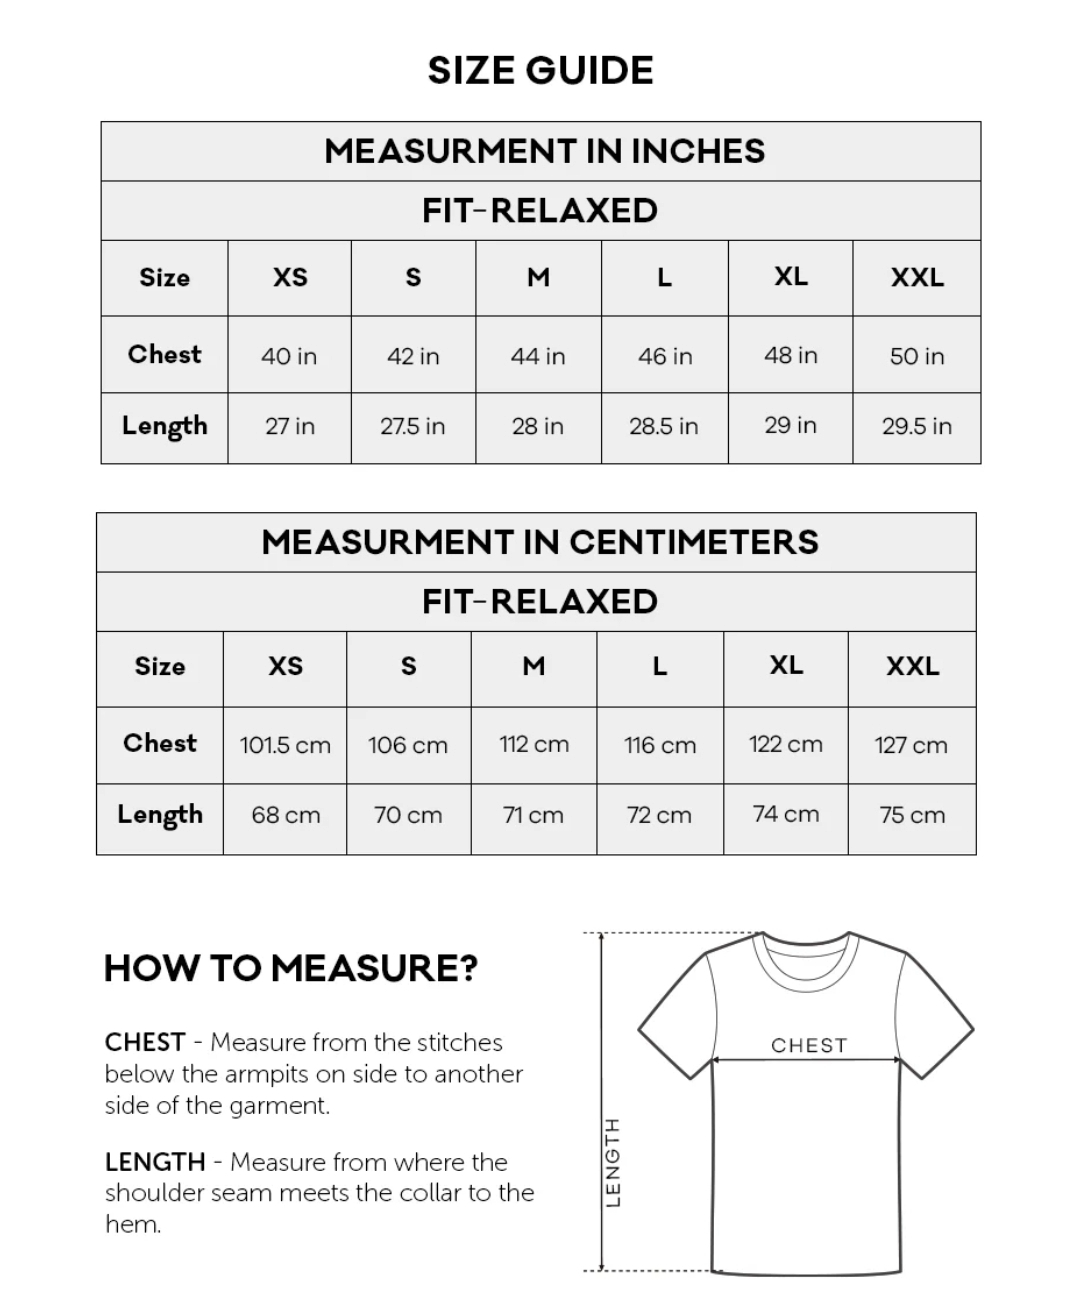 SIZE GUIDE
MEASURMENT IN INCHES
FIT-RELAXED
Size XS S M L XL XXL
Chest 40 in 42 in 44 in 46 in 48 in 50 in
Length 27 in 27.5 in 28 in 28.5 in 29 in 29.5 in
MEASURMENT IN CENTIMETERS
FIT-RELAXED
Size XS S M L XL XXL
Chest 101.5 cm 106 cm 112 cm 116 cm 122 cm 127 cm
Length 68 cm 70 cm 71 cm 72 cm 74 cm 75 cm
HOW TO MEASURE?
CHEST - Measure from the stitches
below the armpits on side to another
side of the garment.
LENGTH - Measure from where the
shoulder seam meets the collar to the
hem.
CHEST
LENGTH